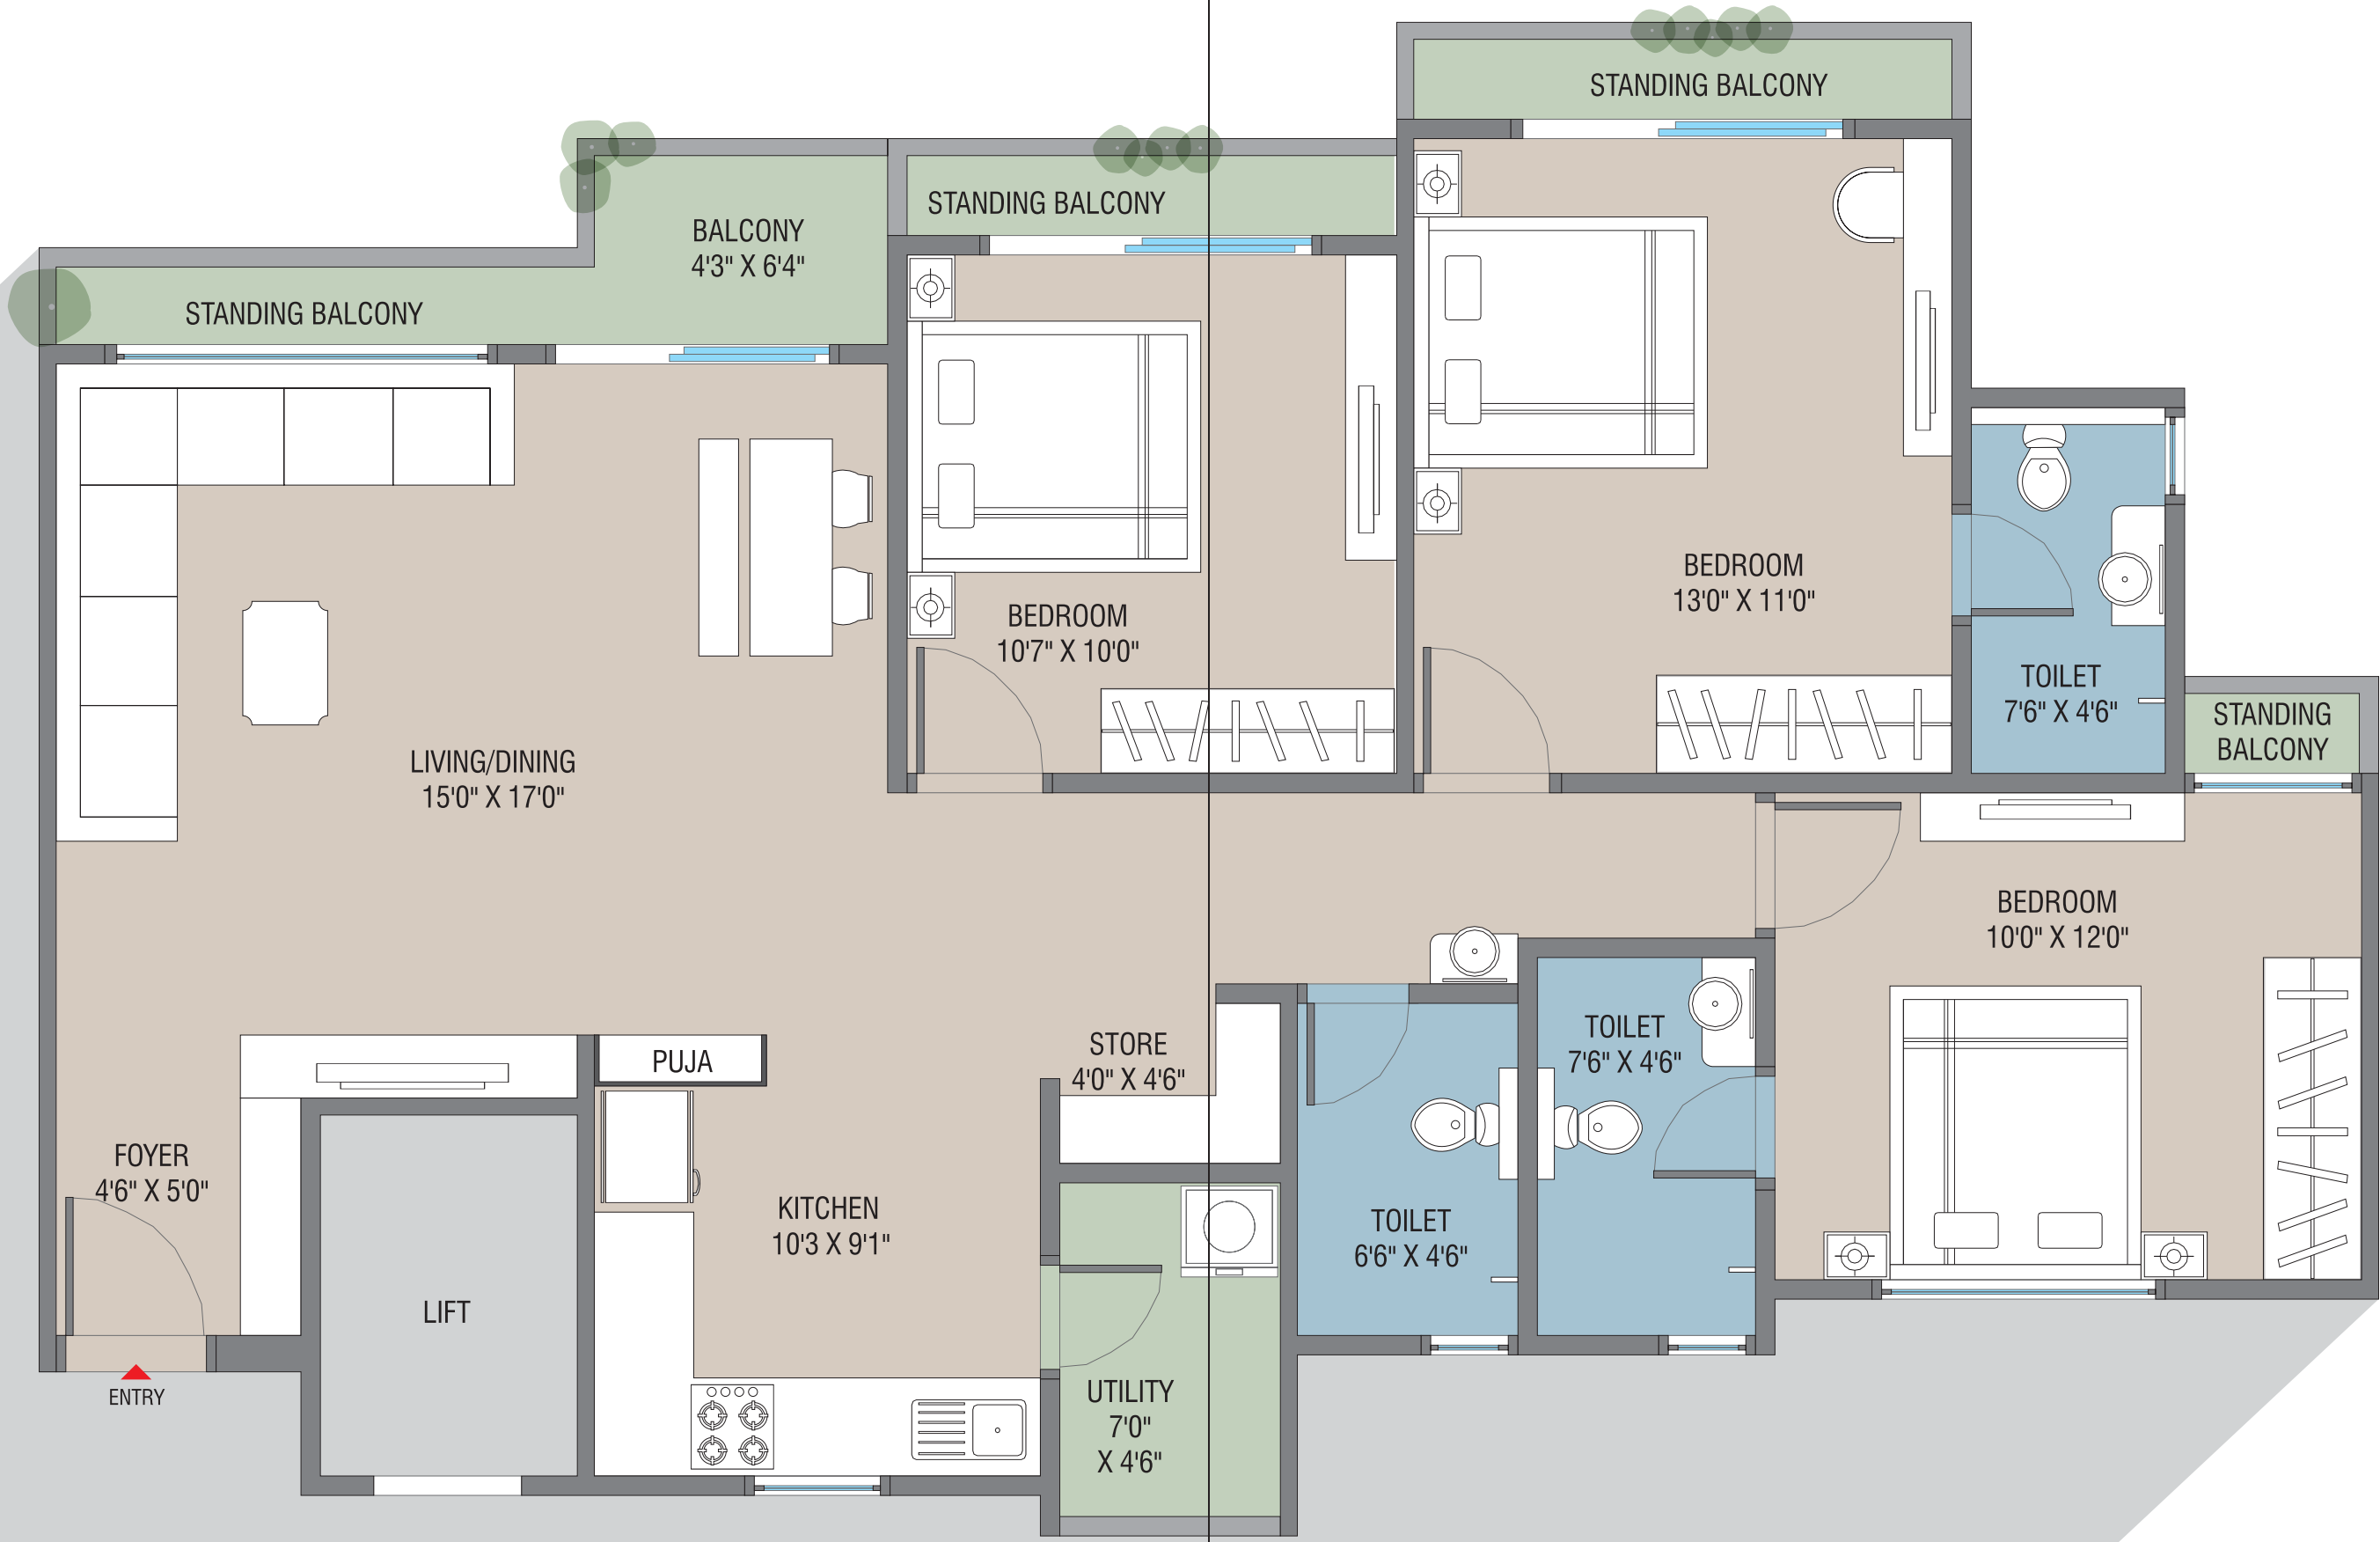 STANDING BALCONY
STANDING BALCONY
BALCONY
4'3" X 6'4"
STANDING BALCONY
BEDROOM
13'0" X 11'0"
BEDROOM
10'7" X 10'0"
TOILET
7'6" X 4'6"
STANDING
BALCONY
LIVING/DINING
15'0" X 17'0"
BEDROOM
10'0" X 12'0"
STORE
4'0" X 4'6"
TOILET
7'6" X 4'6"
PUJA
FOYER
4'6" X 5'0"
KITCHEN
10'3 X 9'1"
TOILET
6'6" X 4'6"
LIFT
ENTRY
UTILITY
7'0"
X 4'6"